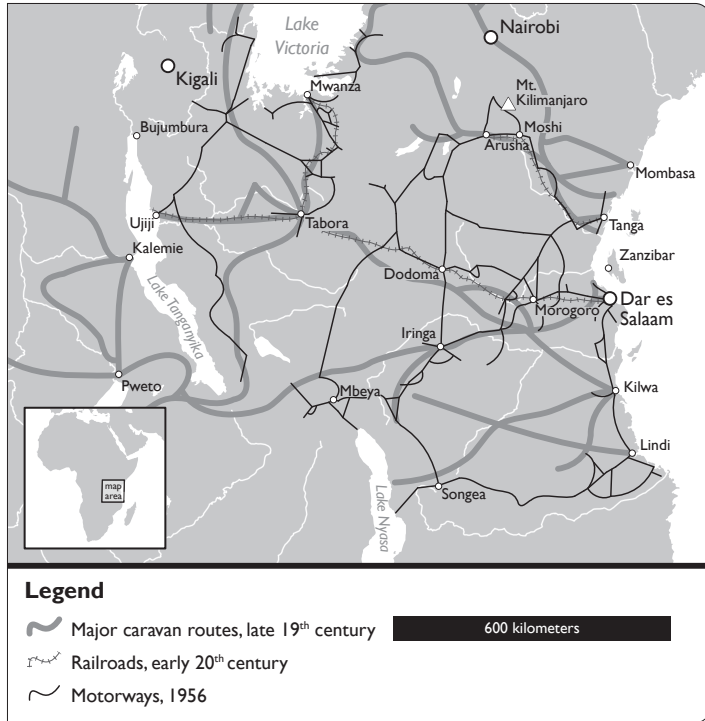 Lake
Victoria
Nairobi
Kigali
Mwanza
Mt.
Kilimanjaro
Bujumbura
Moshi
Arusha
Mombasa
Ujiji
Tabora
Tanga
Kalemie
Zanzibar
Dodoma
Lake Tanganyika
Dar es
Salaam
Morogoro
Iringa
Pweto
Mbeya
Kilwa
Lindi
map
area
Lake Nyasa
Songea
Legend
Major caravan routes, late 19th century
600 kilometers
Railroads, early 20th century
Motorways, 1956